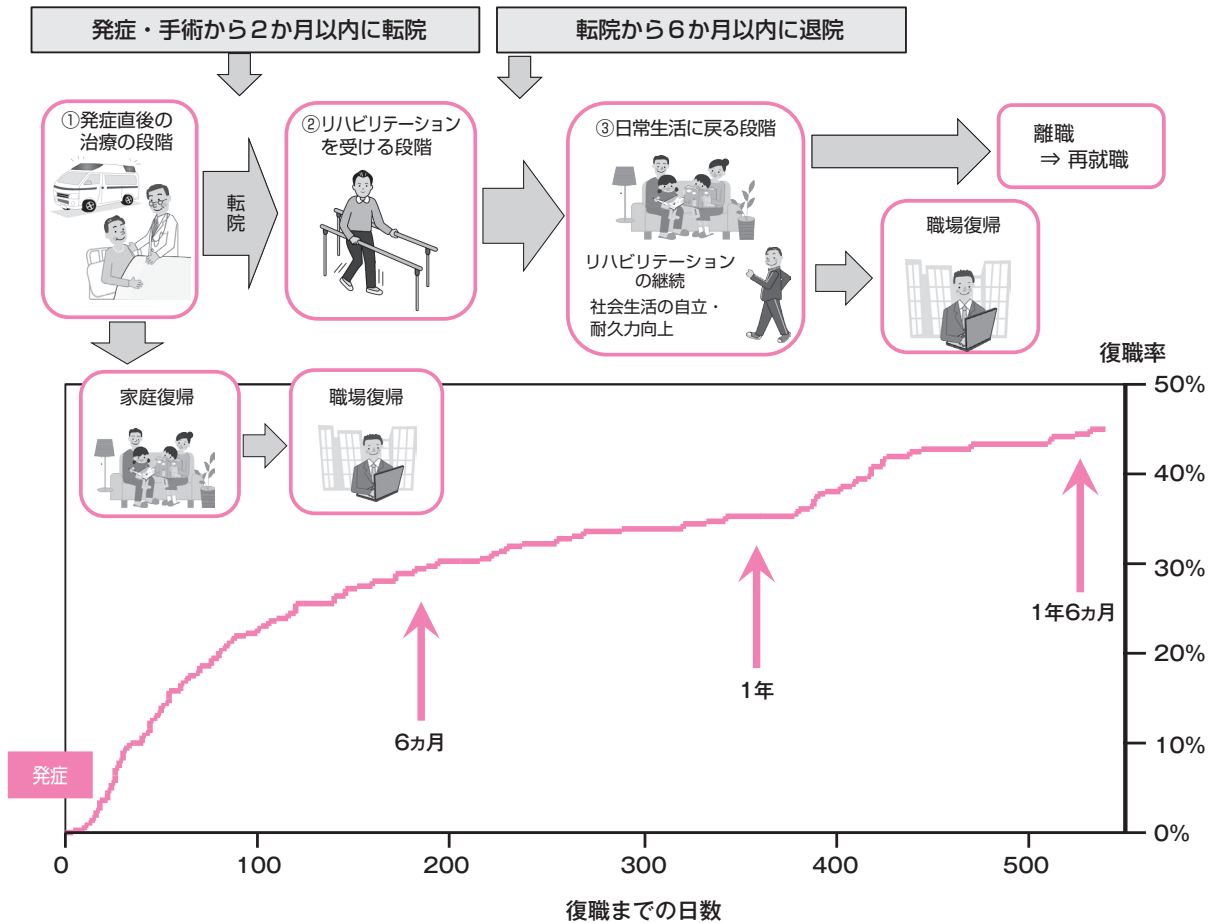 発症・手術から2か月以内に転院
転院から6か月以内に退院
①発症直後の
治療の段階
転院
②リハビリテーション
を受ける段階
③日常生活に戻る段階
リハビリテーション
の継続
社会生活の自立・
耐久力向上
離職
⇒ 再就職
職場復帰
家庭復帰
職場復帰
復職率
50%
40%
30%
20%
10%
0%
6ヵ月
1年
1年6ヵ月
発症
0
100
200
300
400
500
復職までの日数